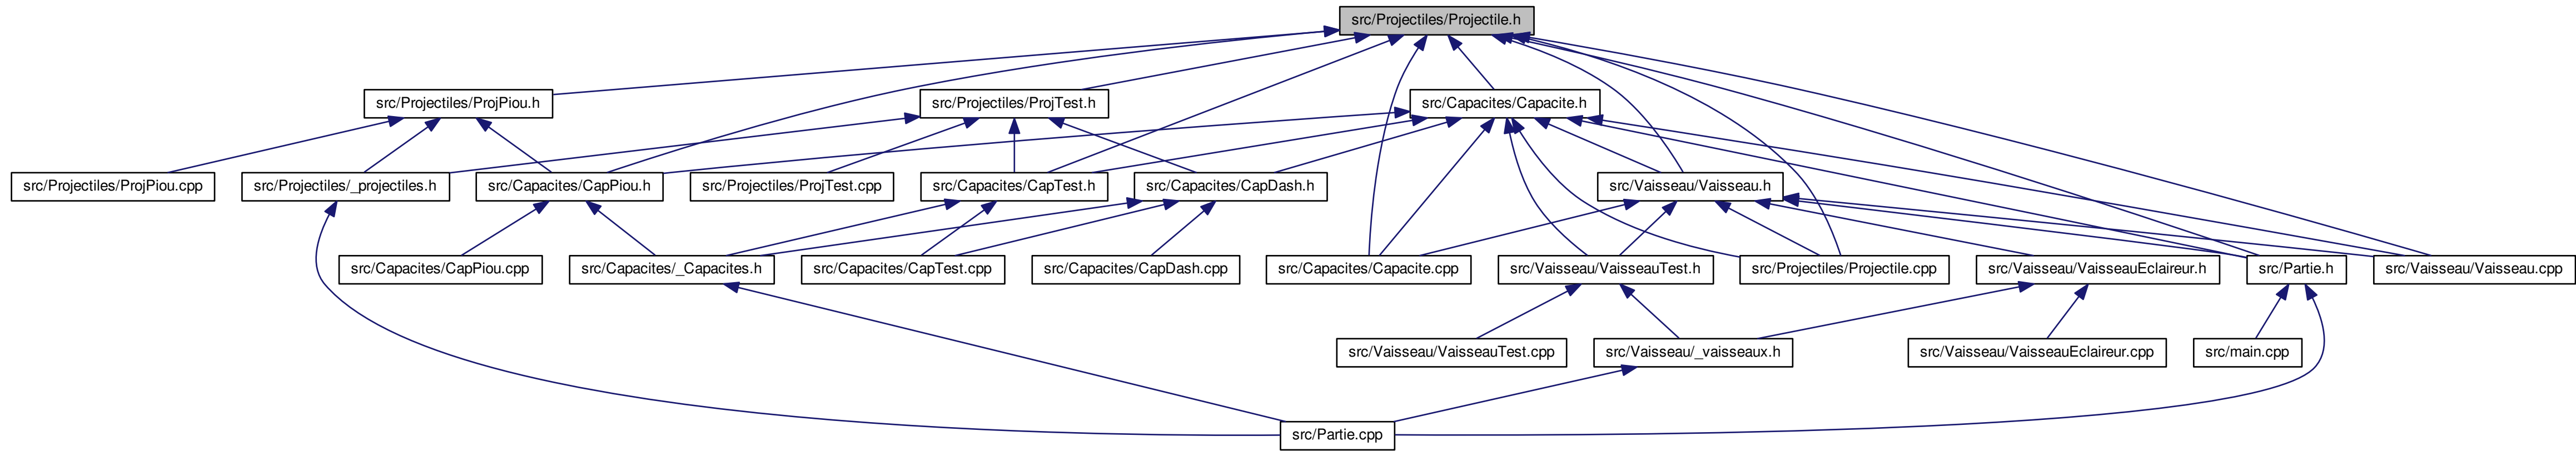 src/Projectiles/Projectile.h
src/Projectiles/ProjPiou.h
src/Projectiles/ProjTest.h
src/Capacites/Capacite.h
src/Projectiles/ProjPiou.cpp
src/Projectiles/_projectiles.h
src/Capacites/CapPiou.h
src/Projectiles/ProjTest.cpp
src/Capacites/CapTest.h
src/Capacites/CapDash.h
src/Vaisseau/Vaisseau.h
src/Capacites/CapPiou.cpp
src/Capacites/_Capacites.h
src/Capacites/CapTest.cpp
src/Capacites/CapDash.cpp
src/Capacites/Capacite.cpp
src/Vaisseau/VaisseauTest.h
src/Projectiles/Projectile.cpp
src/Vaisseau/VaisseauEclaireur.h
src/Partie.h
src/Vaisseau/Vaisseau.cpp
src/Vaisseau/VaisseauTest.cpp
src/Vaisseau/_vaisseaux.h
src/Vaisseau/VaisseauEclaireur.cpp
src/main.cpp
src/Partie.cpp